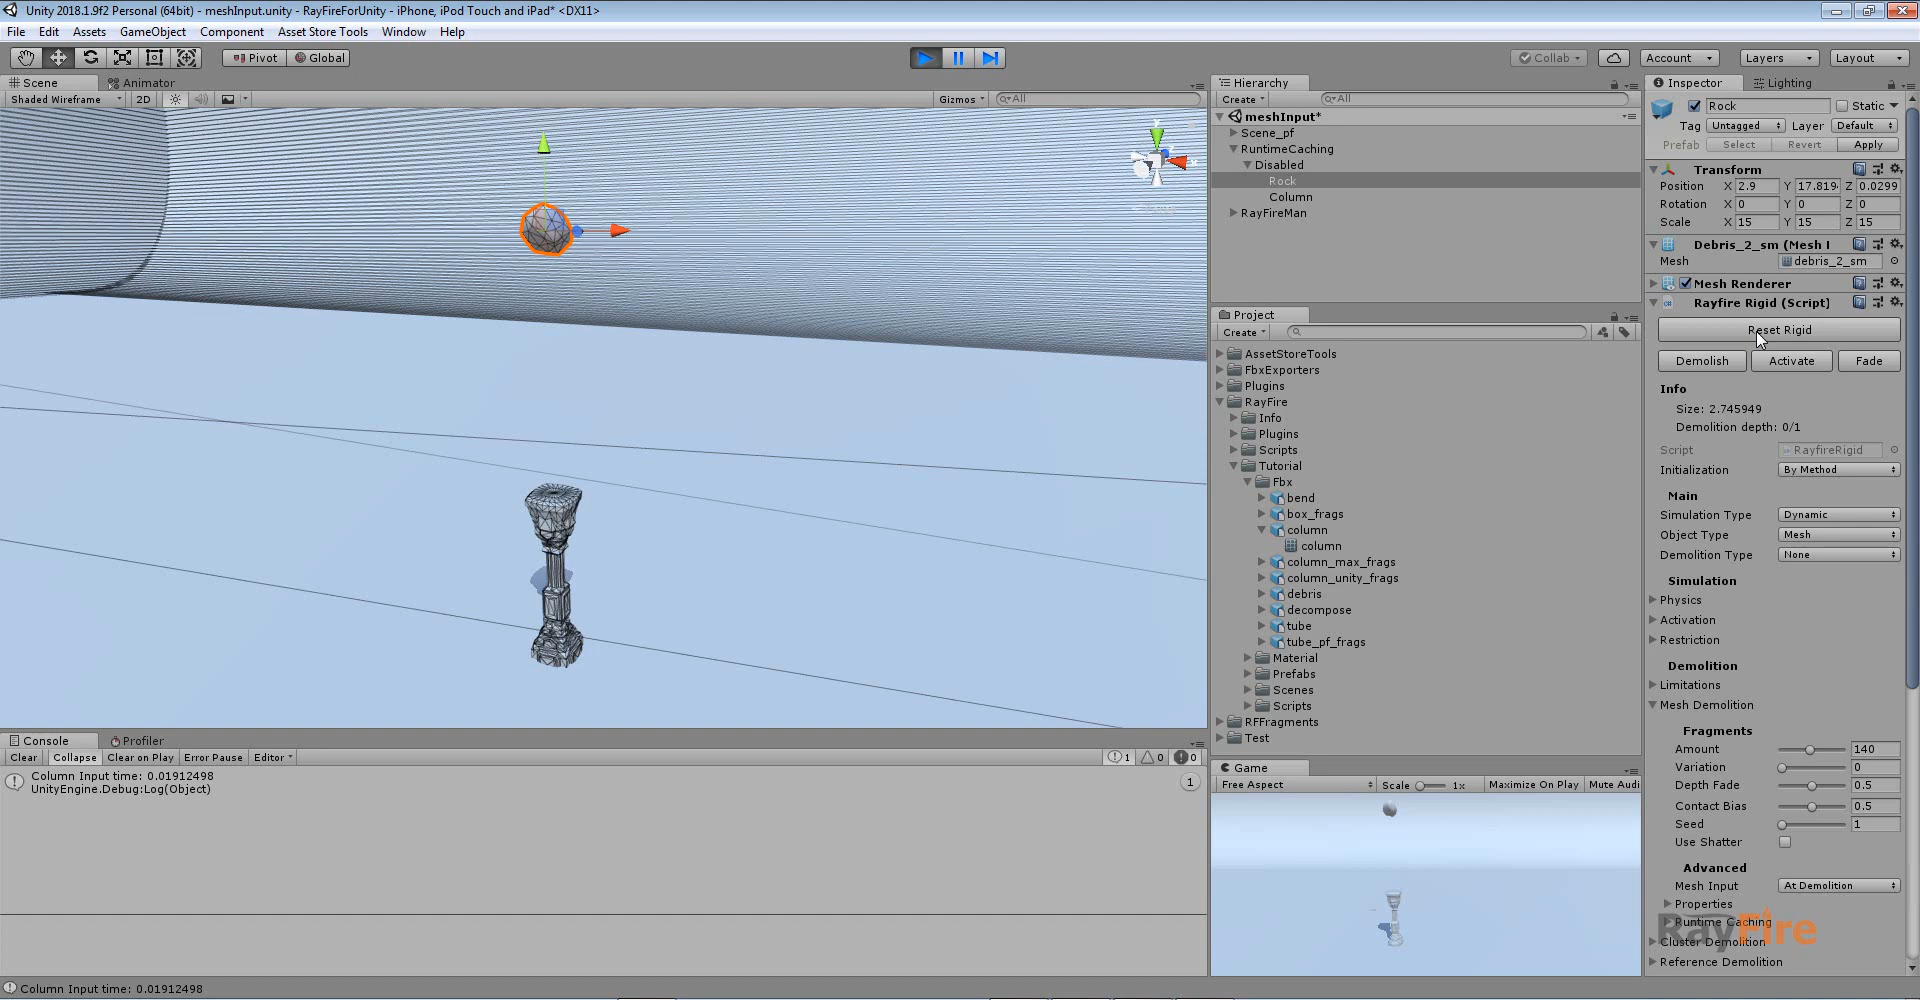 Unity 2018.1.9f2 Personal (64bit) - meshInput.unity - RayFireForUnity - iPhone, iPod Touch and iPad* <DX11>
File Edit Assets GameObject Component Asset Store Tools Window Help
Pivot Global
Collab Account Layers Layout
Scene Animator
Shaded Wireframe 2D Gizmos All
Hierarchy
Create All
meshInput*
Scene_pf
RuntimeCaching
Disabled
Rock
Column
RayFireMan
Project
Create
AssetStoreTools
FbxExporters
Plugins
RayFire
Info
Plugins
Scripts
Tutorial
Fbx
bend
box_frags
column
column
column_max_frags
column_unity_frags
debris
decompose
tube
tube_pf_frags
Material
Prefabs
Scenes
Scripts
RFFragments
Test
Game
Free Aspect Scale 1x Maximize On Play Mute Audi
Console Profiler
Clear Collapse Clear on Play Error Pause Editor 1 0 0
Column Input time: 0.01912498
UnityEngine.Debug:Log(Object)
1
Column Input time: 0.01912498
Inspector Lighting
Rock Static
Tag Untagged Layer Default
Prefab Select Revert Apply
Transform
Position X 2.9 Y 17.819 Z 0.0299
Rotation X 0 Y 0 Z 0
Scale X 15 Y 15 Z 15
Debris_2_sm (Mesh I
Mesh debris_2_sm
Mesh Renderer
Rayfire Rigid (Script)
Reset Rigid
Demolish Activate Fade
Info
Size: 2.745949
Demolition depth: 0/1
Script RayfireRigid
Initialization By Method
Main
Simulation Type Dynamic
Object Type Mesh
Demolition Type None
Simulation
Physics
Activation
Restriction
Demolition
Limitations
Mesh Demolition
Fragments
Amount 140
Variation 0
Depth Fade 0.5
Contact Bias 0.5
Seed 1
Use Shatter
Advanced
Mesh Input At Demolition
Properties
Runtime Caching
Cluster Demolition
Reference Demolition
RayFire